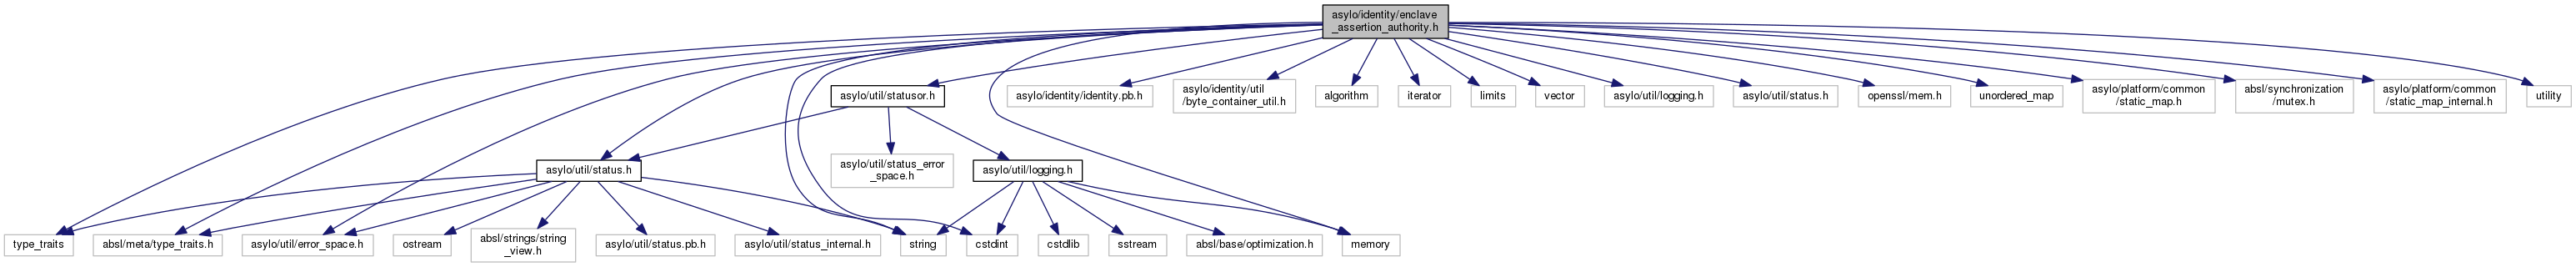 asylo/identity/enclave
_assertion_authority.h
asylo/util/statusor.h
asylo/identity/identity.pb.h
asylo/identity/util
/byte_container_util.h
algorithm
iterator
limits
vector
asylo/util/logging.h
asylo/util/status.h
openssl/mem.h
unordered_map
asylo/platform/common
/static_map.h
absl/synchronization
/mutex.h
asylo/platform/common
/static_map_internal.h
utility
asylo/util/status.h
asylo/util/status_error
_space.h
asylo/util/logging.h
type_traits
absl/meta/type_traits.h
asylo/util/error_space.h
ostream
absl/strings/string
_view.h
asylo/util/status.pb.h
asylo/util/status_internal.h
string
cstdint
cstdlib
sstream
absl/base/optimization.h
memory